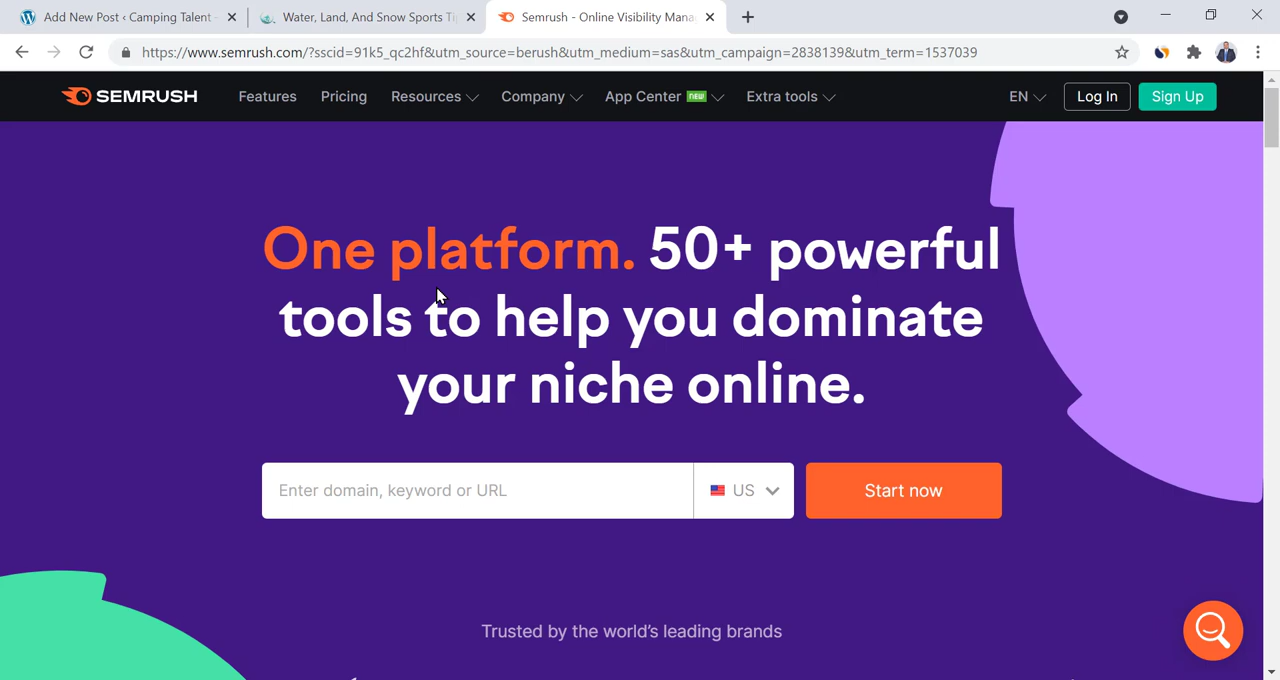 Add New Post ‹ Camping Talent -
Water, Land, And Snow Sports Ti
Semrush - Online Visibility Mana
https://www.semrush.com/?sscid=91k5_qc2hf&utm_source=berush&utm_medium=sas&utm_campaign=2838139&utm_term=1537039
SEMRUSH Features Pricing Resources Company App Center NEW Extra tools EN Log In Sign Up
One platform. 50+ powerful
tools to help you dominate
your niche online.
Enter domain, keyword or URL US Start now
Trusted by the world's leading brands